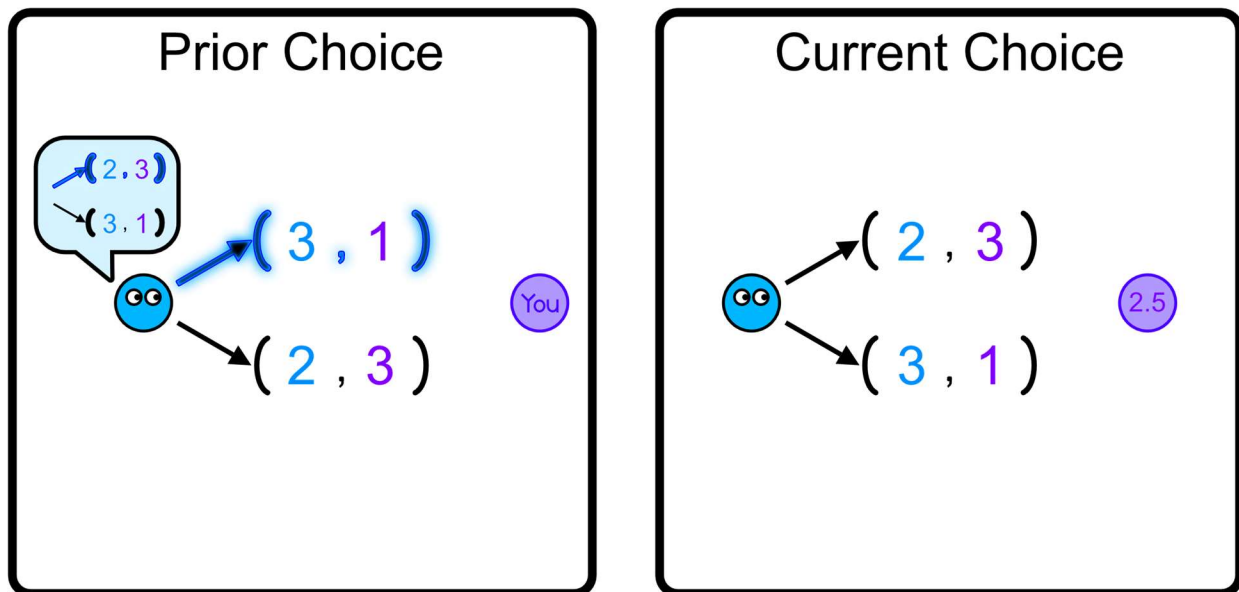 Prior Choice
( 2 , 3 )
( 3 , 1 )
( 3 , 1 )
You
( 2 , 3 )
Current Choice
( 2 , 3 )
2.5
( 3 , 1 )